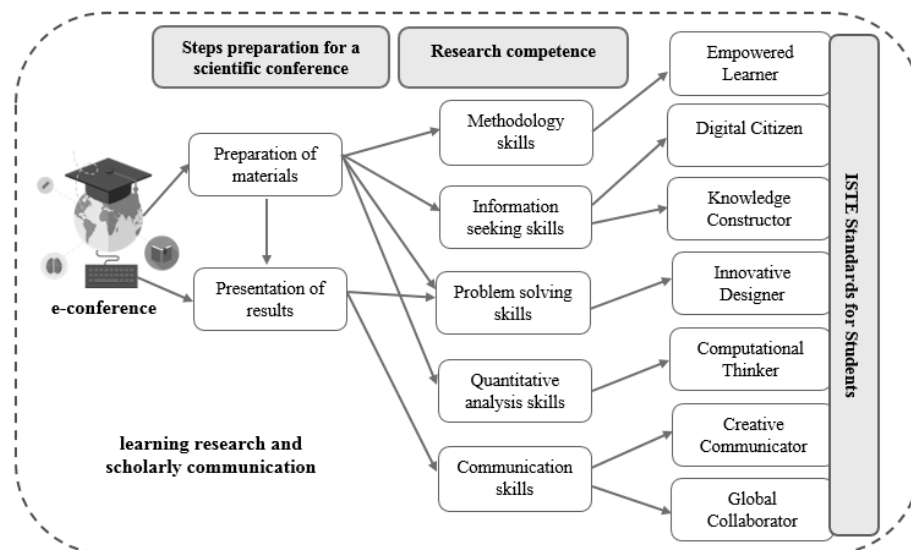 Steps preparation for a
scientific conference
Research competence
Empowered
Learner
Methodology
skills
Digital Citizen
Preparation of
materials
Information
seeking skills
Knowledge
Constructor
ISTE Standards for Students
e-conference
Presentation of
results
Problem solving
skills
Innovative
Designer
Quantitative
analysis skills
Computational
Thinker
learning research and
scholarly communication
Communication
skills
Creative
Communicator
Global
Collaborator